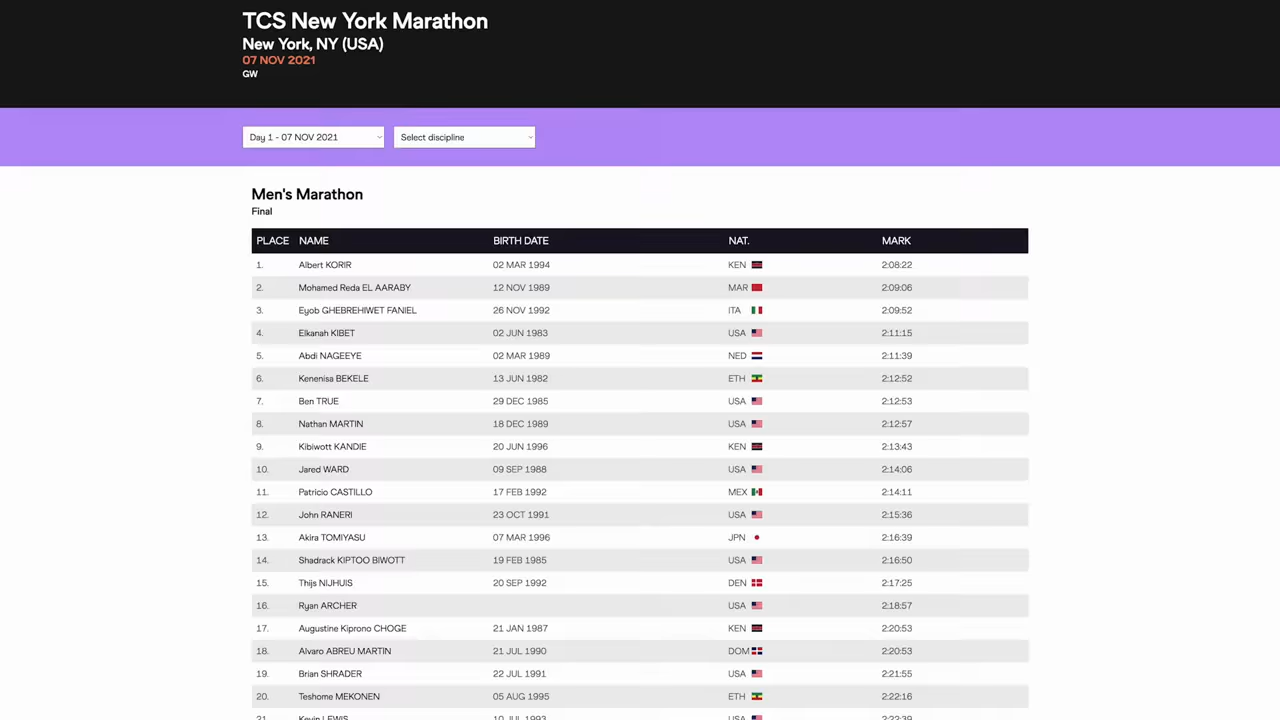 TCS New York Marathon
New York, NY (USA)
07 NOV 2021
GW
Day 1 - 07 NOV 2021 Select discipline
Men's Marathon
Final
PLACE NAME BIRTH DATE NAT. MARK
1. Albert KORIR 02 MAR 1994 KEN 2:08:22
2. Mohamed Reda EL AARABY 12 NOV 1989 MAR 2:09:06
3. Eyob GHEBREHIWET FANIEL 26 NOV 1992 ITA 2:09:52
4. Elkanah KIBET 02 JUN 1983 USA 2:11:15
5. Abdi NAGEEYE 02 MAR 1989 NED 2:11:39
6. Kenenisa BEKELE 13 JUN 1982 ETH 2:12:52
7. Ben TRUE 29 DEC 1985 USA 2:12:53
8. Nathan MARTIN 18 DEC 1989 USA 2:12:57
9. Kibiwott KANDIE 20 JUN 1996 KEN 2:13:43
10. Jared WARD 09 SEP 1988 USA 2:14:06
11. Patricio CASTILLO 17 FEB 1992 MEX 2:14:11
12. John RANERI 23 OCT 1991 USA 2:15:36
13. Akira TOMIYASU 07 MAR 1996 JPN 2:16:39
14. Shadrack KIPTOO BIWOTT 19 FEB 1985 USA 2:16:50
15. Thijs NIJHUIS 20 SEP 1992 DEN 2:17:25
16. Ryan ARCHER USA 2:18:57
17. Augustine Kiprono CHOGE 21 JAN 1987 KEN 2:20:53
18. Alvaro ABREU MARTIN 21 JUL 1990 DOM 2:20:53
19. Brian SHRADER 22 JUL 1991 USA 2:21:55
20. Teshome MEKONEN 05 AUG 1995 ETH 2:22:16
21. Kevin LEWIS 10 JUL 1993 USA 2:22:39